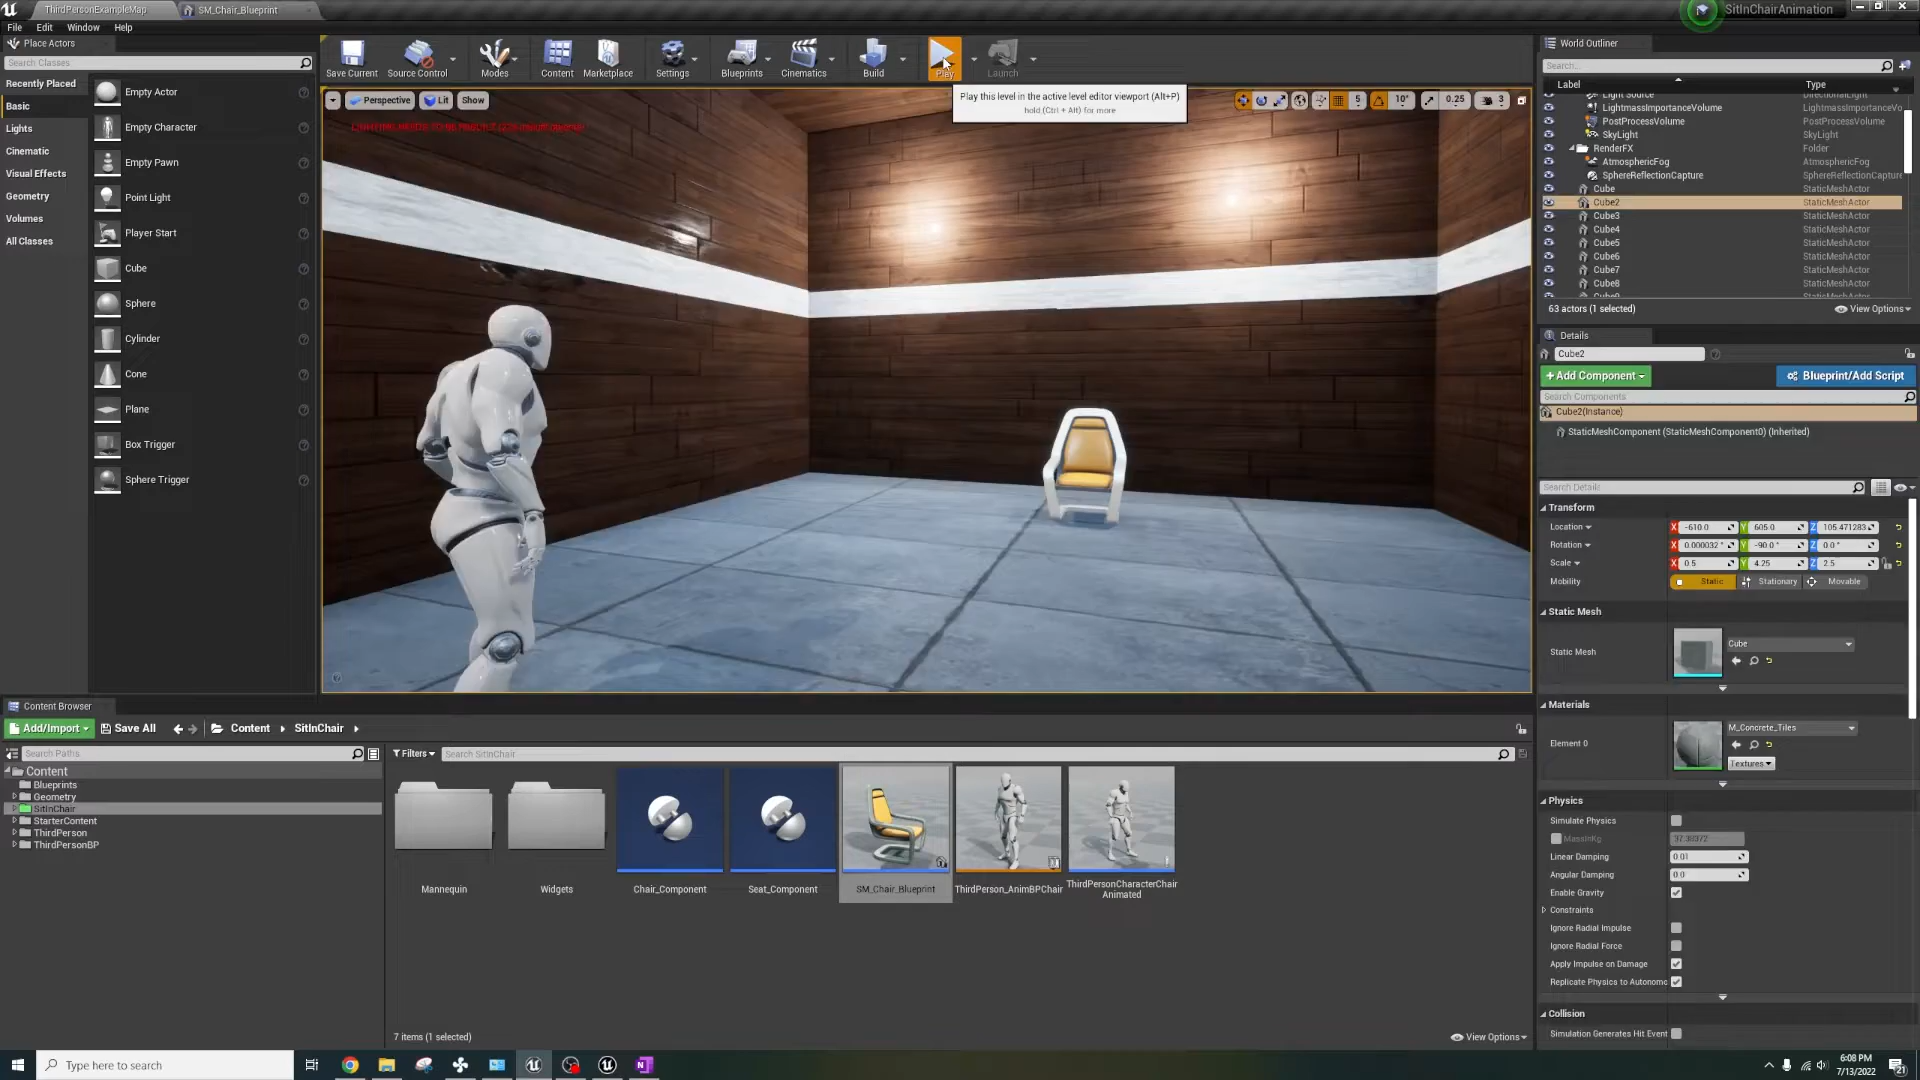 ThirdPersonExampleMap
SM_Chair_Blueprint
SitInChairAnimation
File Edit Window Help
Place Actors
Search Classes
Recently Placed
Basic
Lights
Cinematic
Visual Effects
Geometry
Volumes
All Classes
Empty Actor
Empty Character
Empty Pawn
Point Light
Player Start
Cube
Sphere
Cylinder
Cone
Plane
Box Trigger
Sphere Trigger
Save Current
Source Control
Modes
Content
Marketplace
Settings
Blueprints
Cinematics
Build
Play
Launch
Play this level in the active level editor viewport (Alt+P)
hold (Ctrl + Alt) for more
Perspective
Lit
Show
5
10°
0.25
3
World Outliner
Search...
Label Type
Light Source DirectionalLight
LightmassImportanceVolume LightmassImportanceVo
PostProcessVolume PostProcessVolume
SkyLight SkyLight
RenderFX Folder
AtmosphericFog AtmosphericFog
SphereReflectionCapture SphereReflectionCapture
Cube StaticMeshActor
Cube2 StaticMeshActor
Cube3 StaticMeshActor
Cube4 StaticMeshActor
Cube5 StaticMeshActor
Cube6 StaticMeshActor
Cube7 StaticMeshActor
Cube8 StaticMeshActor
Cube9 StaticMeshActor
63 actors (1 selected)
View Options
Details
Cube2
+Add Component
Blueprint/Add Script
Search Components
Cube2(Instance)
StaticMeshComponent (StaticMeshComponent0) (Inherited)
Search Details
Transform
Location X -610.0 Y 605.0 Z 105.471283
Rotation X 0.000032° Y -90.0° Z 0.0°
Scale X 0.5 Y 4.25 Z 2.5
Mobility Static Stationary Movable
Static Mesh
Static Mesh
Cube
Materials
Element 0
M_Concrete_Tiles
Textures
Physics
Simulate Physics
MassInKg
Linear Damping 0.01
Angular Damping 0.0
Enable Gravity
Constraints
Ignore Radial Impulse
Ignore Radial Force
Apply Impulse on Damage
Replicate Physics to Autonomo
Collision
Simulation Generates Hit Event
Content Browser
Add/Import
Save All
Content
SitInChair
Search Paths
Content
Blueprints
Geometry
SitInChair
StarterContent
ThirdPerson
ThirdPersonBP
Filters
Search SitInChair
Mannequin
Widgets
Chair_Component
Seat_Component
SM_Chair_Blueprint
ThirdPerson_AnimBPChair
ThirdPersonCharacterChair
Animated
7 items (1 selected)
View Options
Type here to search
6:08 PM
7/13/2022
21